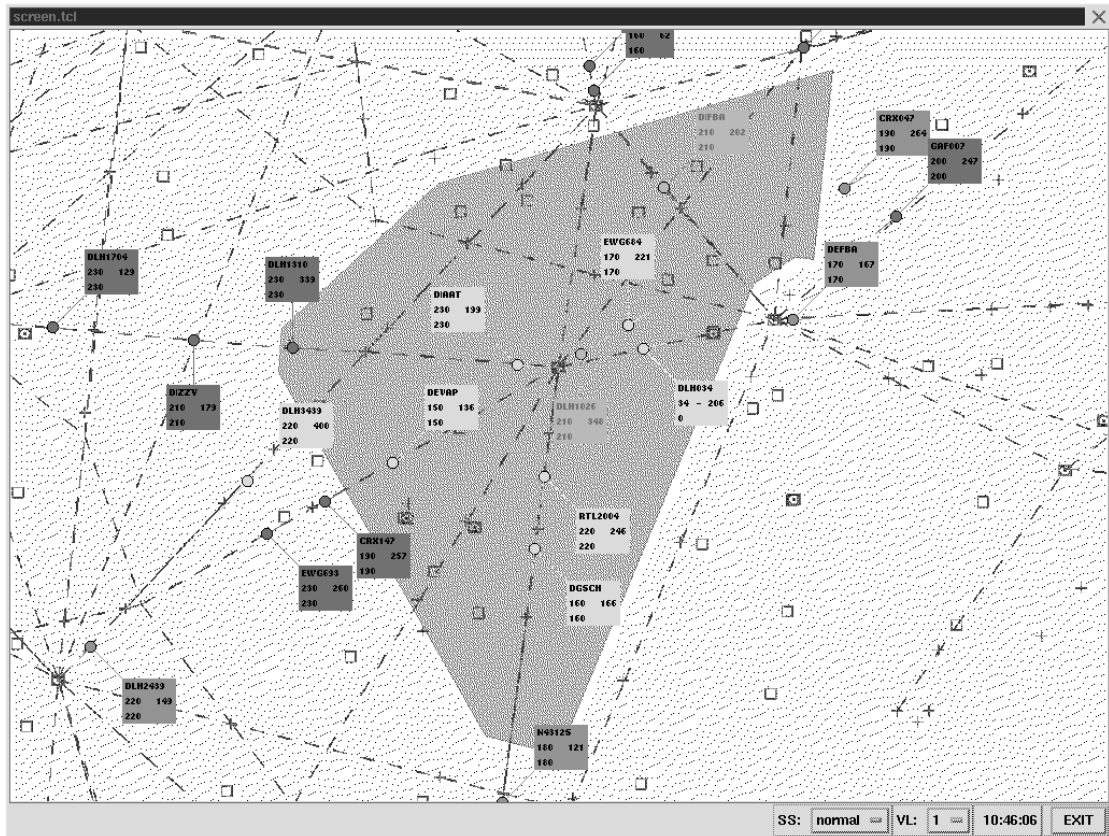 screen.tcl
160 62
160
DIFBA
210 202
210
CRX047
190 264
190
GAF007
200 247
200
EWG684
170 221
170
DEFBA
170 167
170
DLH1704
230 129
230
DLH1310
230 339
230
DIAAT
230 199
230
DIZZV
210 179
210
DLH3439
220 400
220
DEVAP
150 136
150
DLH1026
210 348
210
DLH034
34 - 206
0
RTL2004
220 246
220
CRX147
190 257
190
EWG693
230 260
230
DGSCH
160 166
160
DLH2439
220 149
220
N4312S
180 121
180
SS: normal VL: 1 10:46:06 EXIT